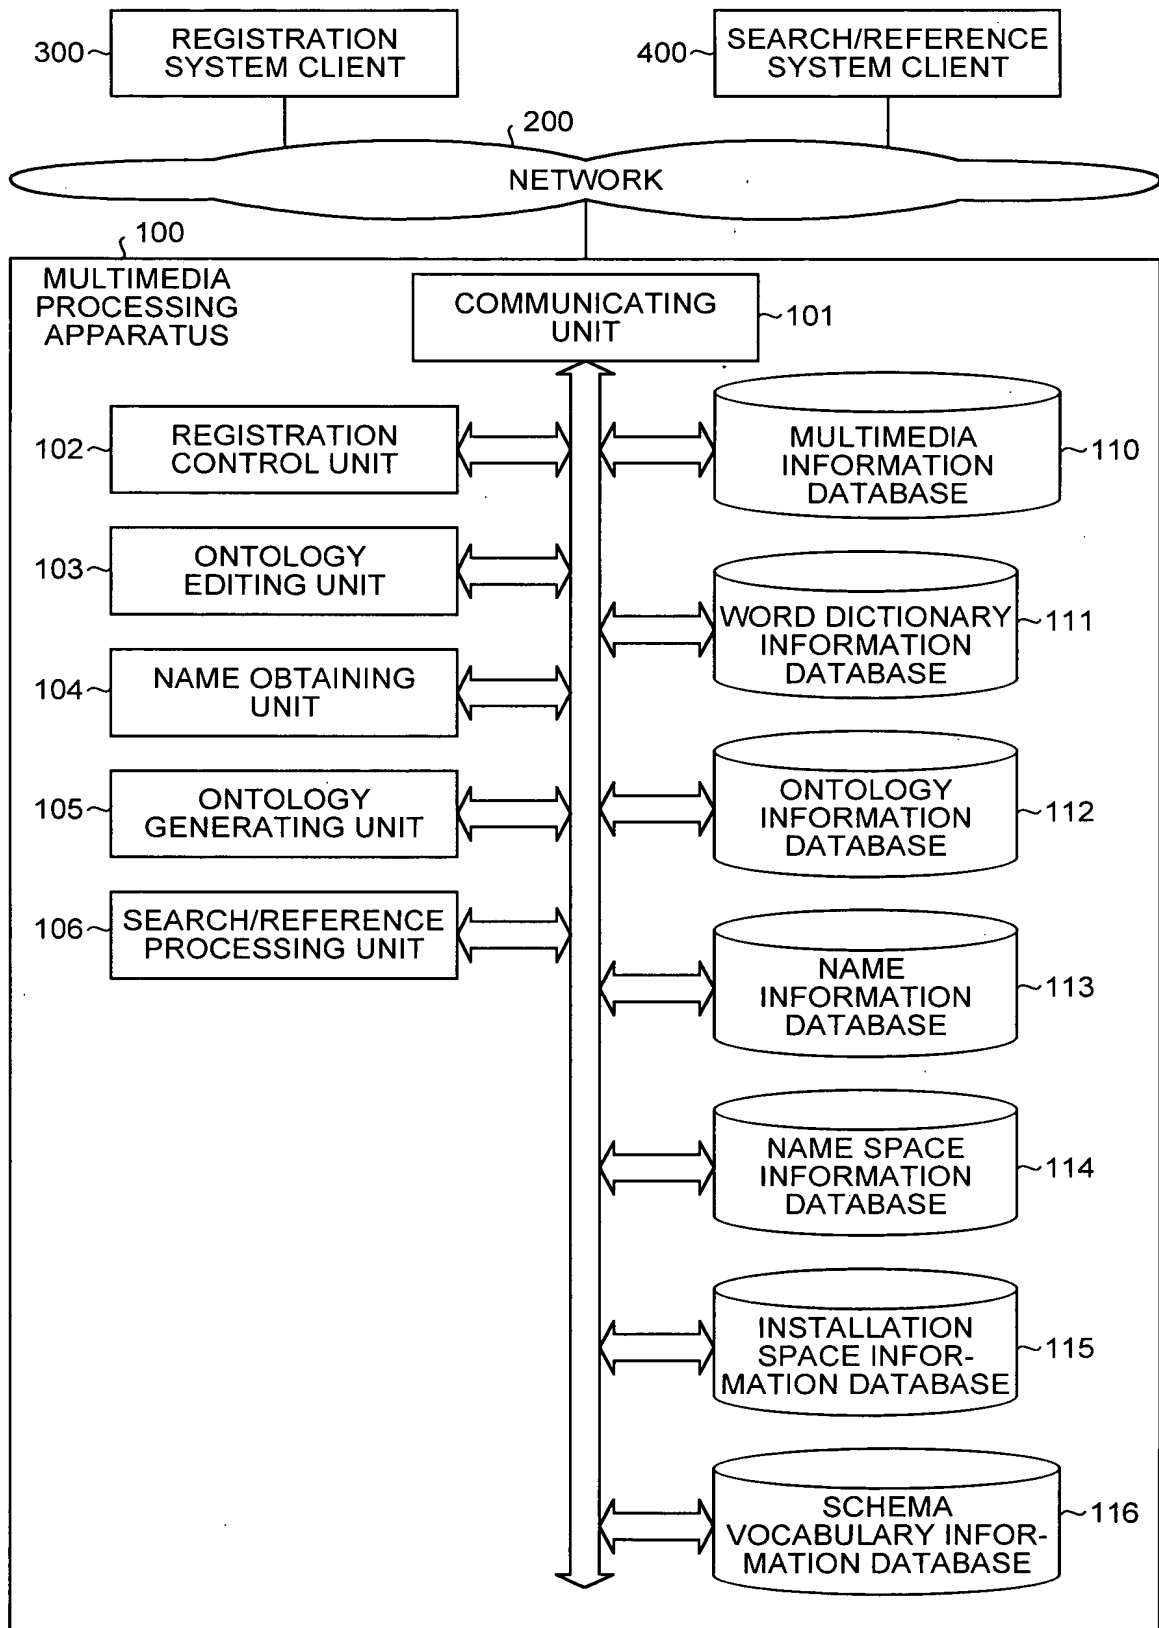 300
REGISTRATION
SYSTEM CLIENT
400
SEARCH/REFERENCE
SYSTEM CLIENT
200
NETWORK
100
MULTIMEDIA
PROCESSING
APPARATUS
COMMUNICATING
UNIT
101
102
REGISTRATION
CONTROL UNIT
MULTIMEDIA
INFORMATION
DATABASE
110
103
ONTOLOGY
EDITING UNIT
WORD DICTIONARY
INFORMATION
DATABASE
111
104
NAME OBTAINING
UNIT
105
ONTOLOGY
GENERATING UNIT
ONTOLOGY
INFORMATION
DATABASE
112
106
SEARCH/REFERENCE
PROCESSING UNIT
NAME
INFORMATION
DATABASE
113
NAME SPACE
INFORMATION
DATABASE
114
INSTALLATION
SPACE INFOR-
MATION DATABASE
115
SCHEMA
VOCABULARY INFOR-
MATION DATABASE
116